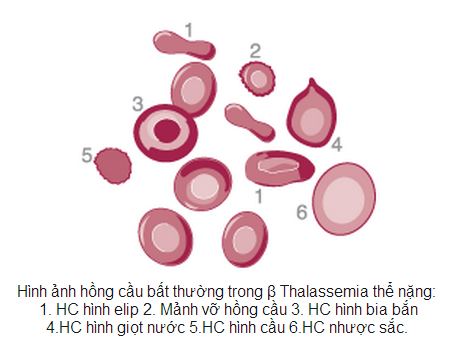 1
2
3
4
5
1
6
Hình ảnh hồng cầu bất thường trong β Thalassemia thể nặng:
1. HC hình elip 2. Mảnh vỡ hồng cầu 3. HC hình bia bắn
4.HC hình giọt nước 5.HC hình cầu 6.HC nhược sắc.